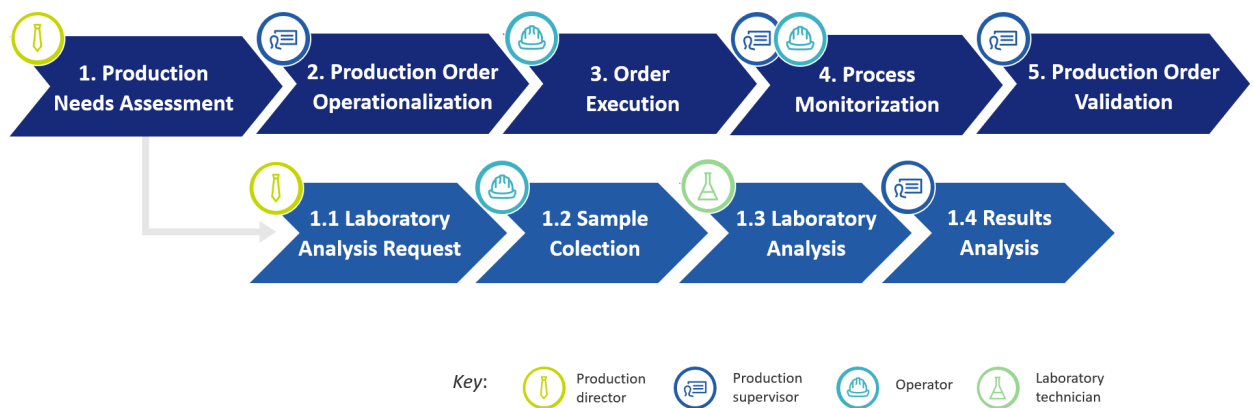 1. Production
Needs Assessment
2. Production Order
Operationalization
3. Order
Execution
4. Process
Monitorization
5. Production Order
Validation
1.1 Laboratory
Analysis Request
1.2 Sample
Colection
1.3 Laboratory
Analysis
1.4 Results
Analysis
Key:
Production
director
Production
supervisor
Operator
Laboratory
technician